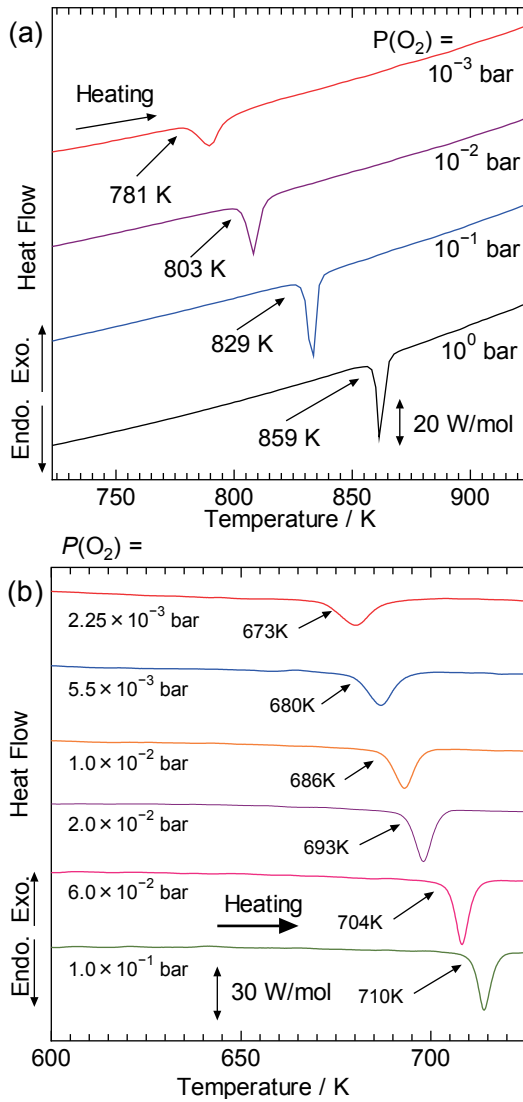 (a)
P(O₂) =
10⁻³ bar
Heating
781 K
10⁻² bar
803 K
10⁻¹ bar
829 K
10⁰ bar
859 K
20 W/mol
Heat Flow
Endo. Exo.
750 800 850 900
Temperature / K
P(O₂) =
(b)
2.25 × 10⁻³ bar
673K
5.5 × 10⁻³ bar
680K
1.0 × 10⁻² bar
686K
2.0 × 10⁻² bar
693K
6.0 × 10⁻² bar
Heating
704K
1.0 × 10⁻¹ bar
710K
30 W/mol
Heat Flow
Endo. Exo.
600 650 700
Temperature / K